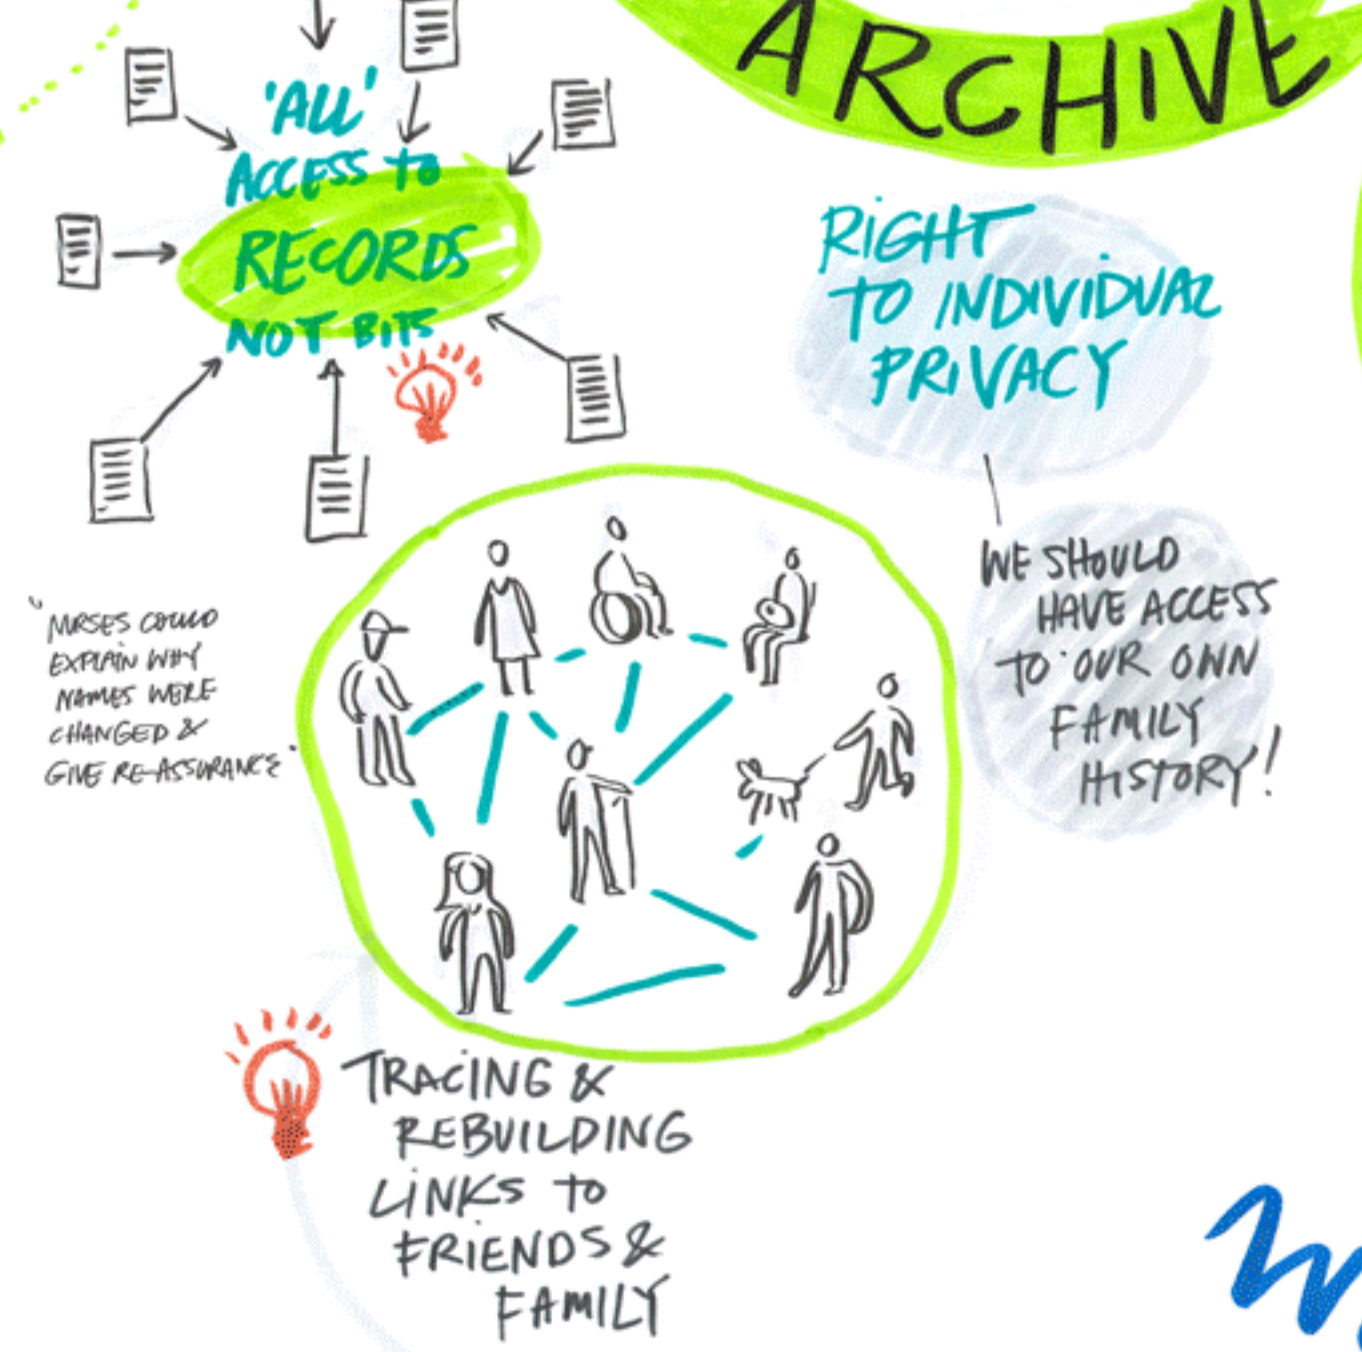 ARCHIVE
'ALL'
ACCESS TO
RECORDS
NOT BITS
RIGHT
TO INDIVIDUAL
PRIVACY
WE SHOULD
HAVE ACCESS
TO OUR OWN
FAMILY
HISTORY!
"NURSES COULD
EXPLAIN WHY
NAMES WERE
CHANGED &
GIVE RE-ASSURANCE"
TRACING &
REBUILDING
LINKS TO
FRIENDS &
FAMILY